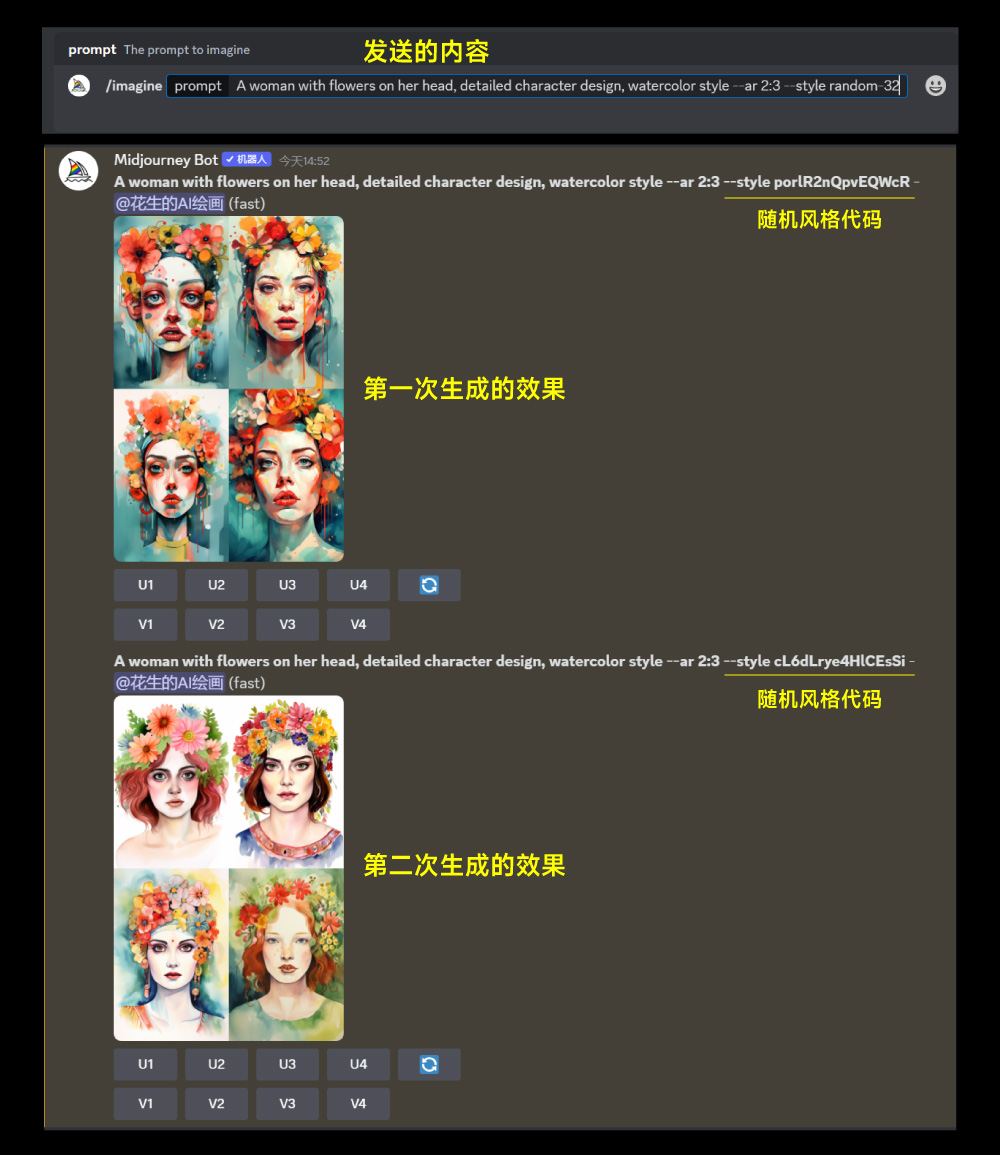 prompt The prompt to imagine 发送的内容
/imagine prompt A woman with flowers on her head, detailed character design, watercolor style --ar 2:3 --style random-32
Midjourney Bot ✓ 机器人 今天14:52
A woman with flowers on her head, detailed character design, watercolor style --ar 2:3 --style porlR2nQpvEQWcR -
@花生的AI绘画 (fast)
随机风格代码
第一次生成的效果
U1 U2 U3 U4
V1 V2 V3 V4
A woman with flowers on her head, detailed character design, watercolor style --ar 2:3 --style cL6dLrye4HlCEsSi -
@花生的AI绘画 (fast)
随机风格代码
第二次生成的效果
U1 U2 U3 U4
V1 V2 V3 V4